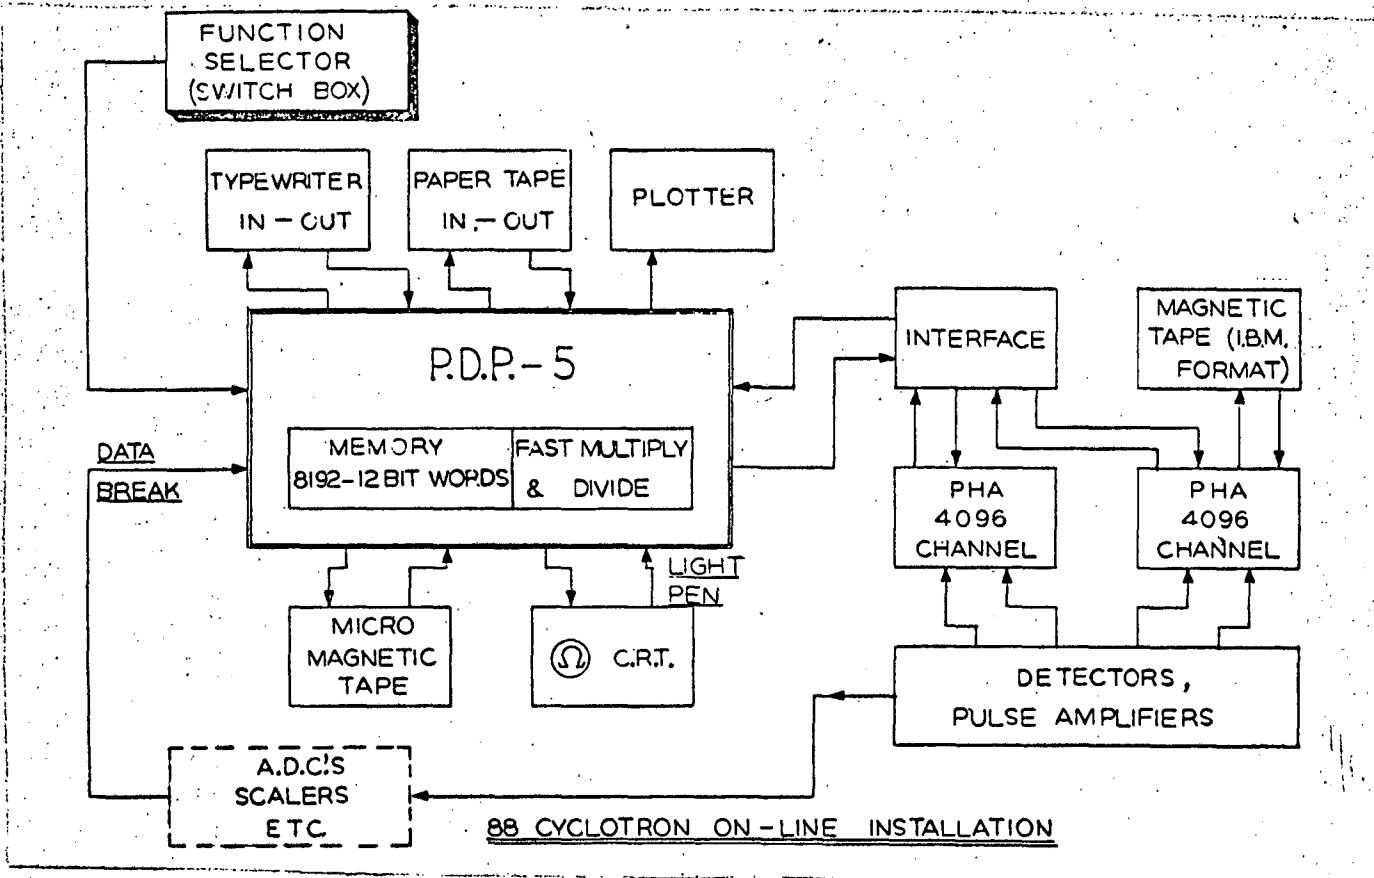 FUNCTION
SELECTOR
(SWITCH BOX)
TYPEWRITER
IN-OUT
PAPER TAPE
IN.-OUT
PLOTTER
P.D.P.-5
MEMORY
8192-12 BIT WORDS
FAST MULTIPLY
& DIVIDE
INTERFACE
MAGNETIC
TAPE (I.B.M.
FORMAT)
DATA
BREAK
PHA
4096
CHANNEL
PHA
4096
CHANNEL
LIGHT
PEN
MICRO
MAGNETIC
TAPE
Ω C.R.T.
DETECTORS,
PULSE AMPLIFIERS
A.D.C.'S
SCALERS
ETC.
88 CYCLOTRON ON-LINE INSTALLATION